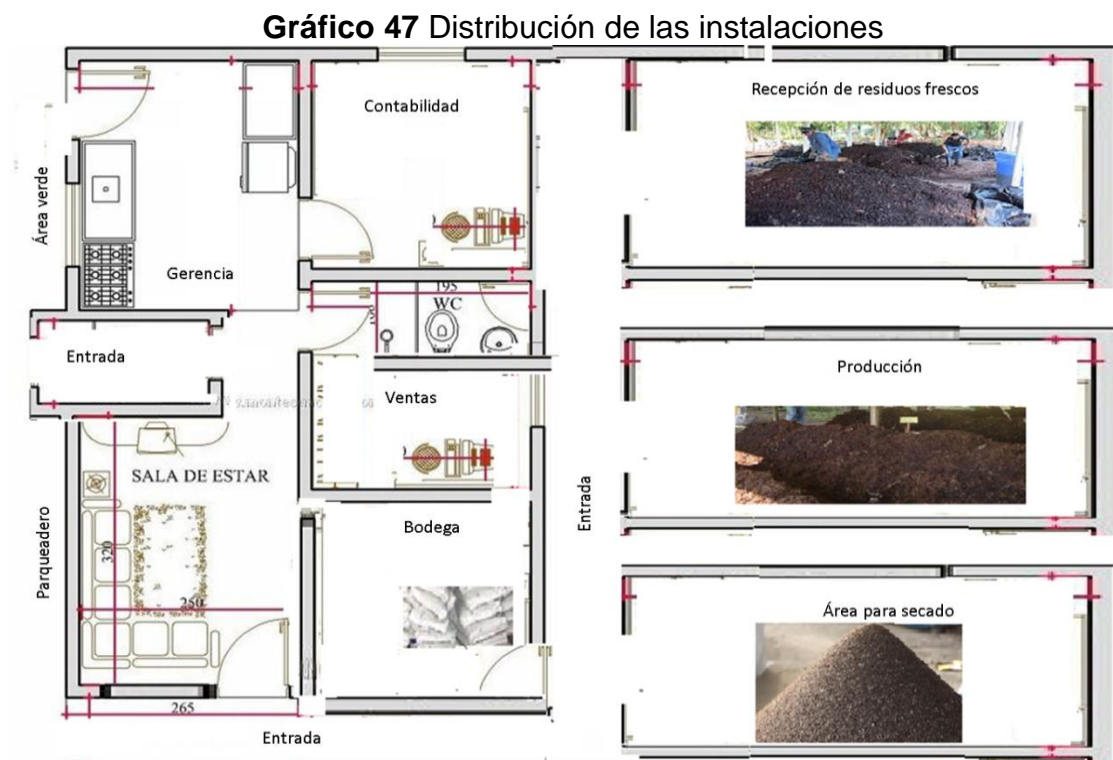 Gráfico 47 Distribución de las instalaciones
Contabilidad
Recepción de residuos frescos
Área verde
Gerencia
195
WC
Entrada
Producción
Ventas
SALA DE ESTAR
Entrada
Bodega
Parqueadero
320
250
Área para secado
265
Entrada